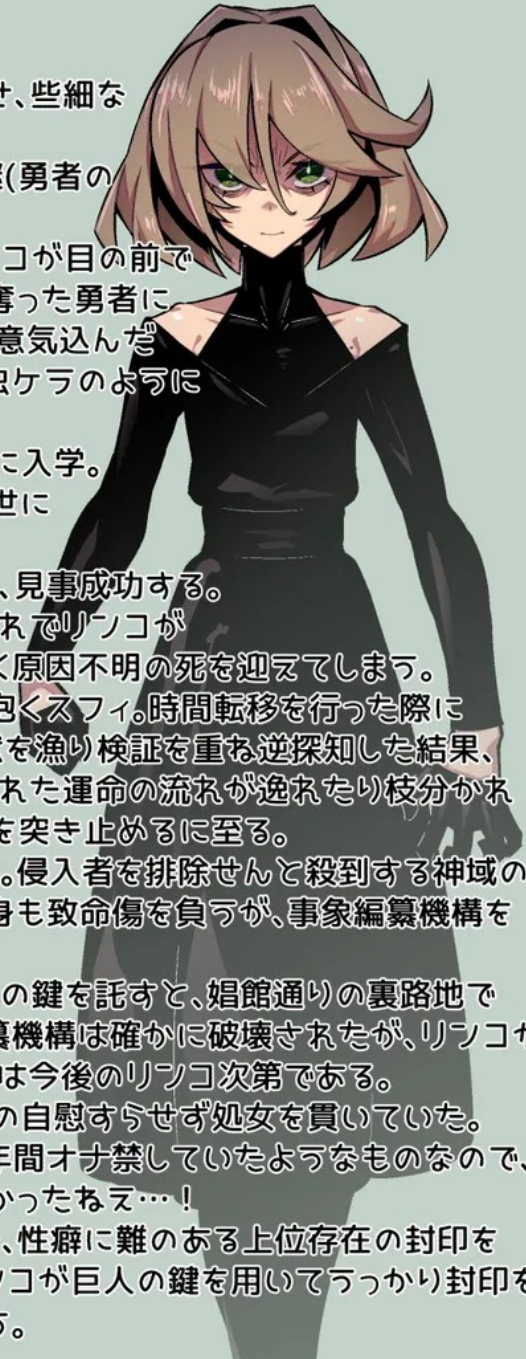 せ、些細な
(勇者の
コが目の前で
奪った勇者に
意気込んだ
虫ケラのように
に入学。
世に
、見事成功する。
れでリンコが
く原因不明の死を迎えてしまう。
抱くスフィ。時間転移を行った際に
を漁り検証を重ね逆探知した結果、
れた運命の流れが逸れたり枝分かれ
を突き止めるに至る。
。侵入者を排除せんと殺到する神域の
身も致命傷を負うが、事象編纂機構を
の鍵を託すと、娼館通りの裏路地で
纂機構は確かに破壊されたが、リンコが
は今後のリンコ次第である。
の自慰すらせず処女を貫いていた。
年間オナ禁していたようなものなので、
かったねえ…！
、性癖に難のある上位存在の封印を
ンコが巨人の鍵を用いてうっかり封印を
る。